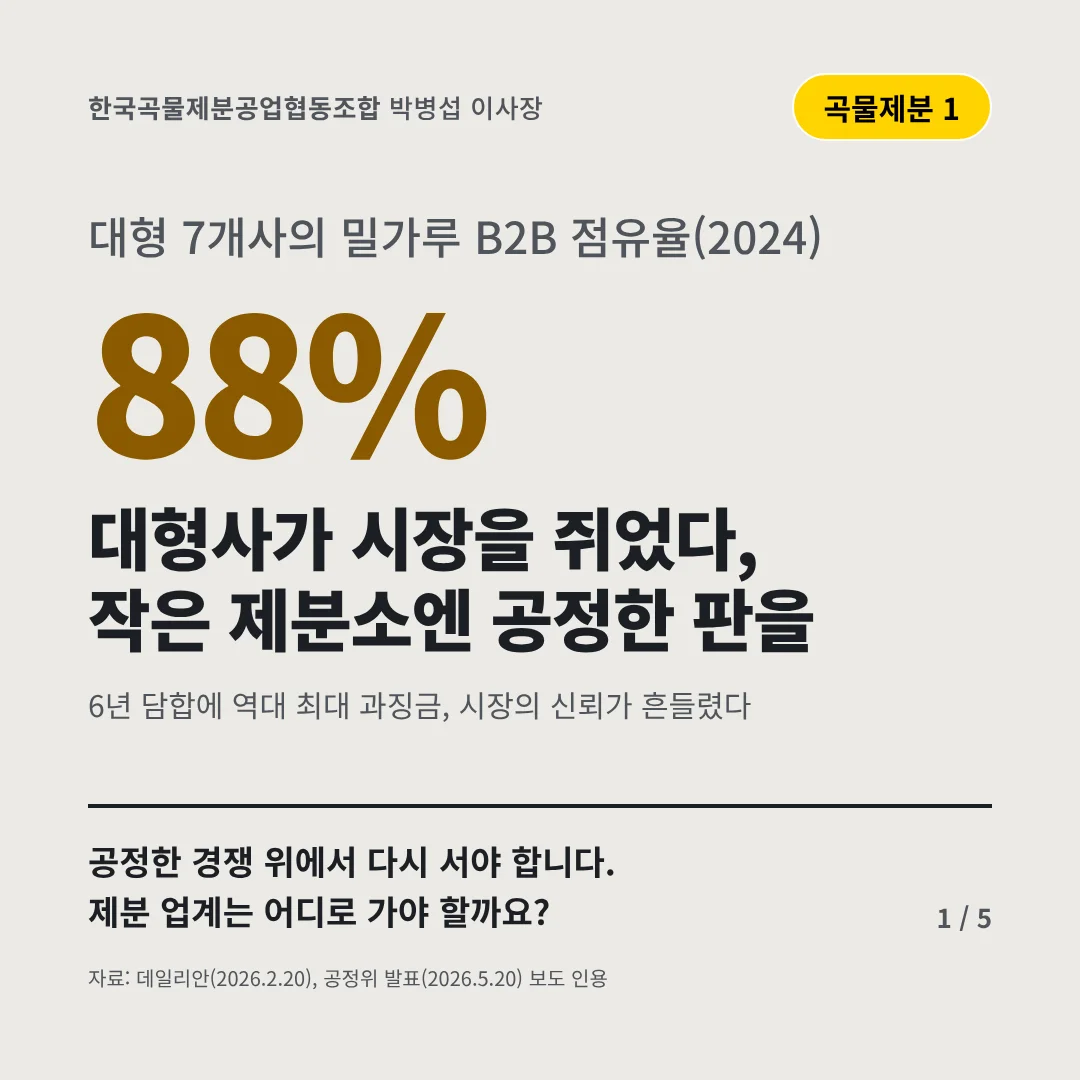 한국곡물제분공업협동조합 박병섭 이사장
곡물제분 1
대형 7개사의 밀가루 B2B 점유율(2024)
88%
대형사가 시장을 쥐었다,
작은 제분소엔 공정한 판을
6년 담합에 역대 최대 과징금, 시장의 신뢰가 흔들렸다
공정한 경쟁 위에서 다시 서야 합니다.
제분 업계는 어디로 가야 할까요?
1 / 5
자료: 데일리안(2026.2.20), 공정위 발표(2026.5.20) 보도 인용